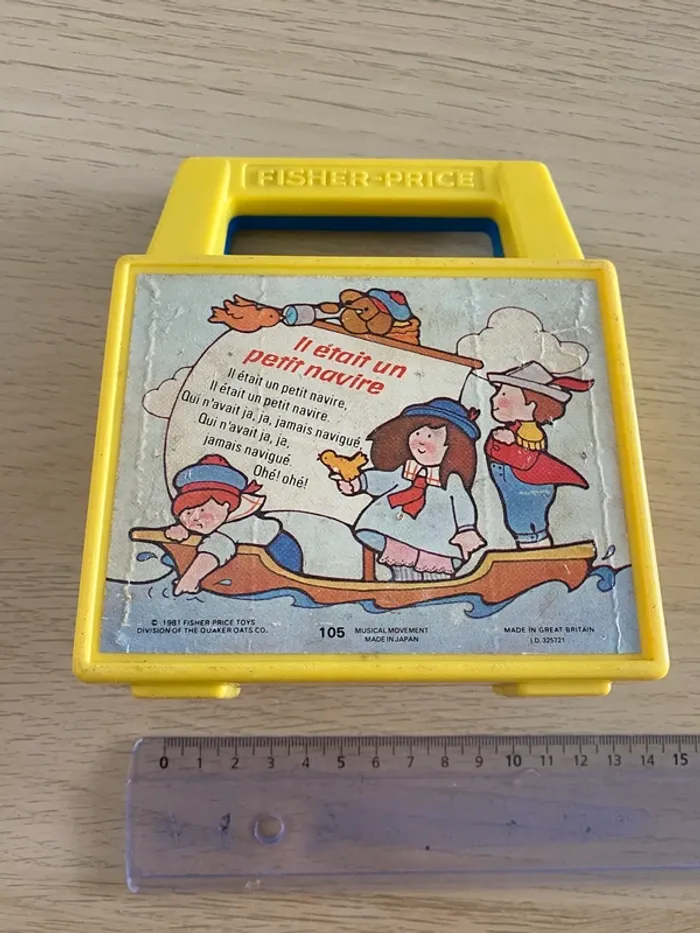 FISHER-PRICE
Il était un
petit navire
Il était un petit navire,
Il était un petit navire.
Qui n'avait ja, ja, jamais navigué,
Qui n'avait ja, ja,
jamais navigué.
Ohé! ohé!
© 1981 FISHER PRICE TOYS
DIVISION OF THE QUAKER OATS CO.
105
MUSICAL MOVEMENT
MADE IN JAPAN
MADE IN GREAT BRITAIN
I.D. 325721
0 1 2 3 4 5 6 7 8 9 10 11 12 13 14 15